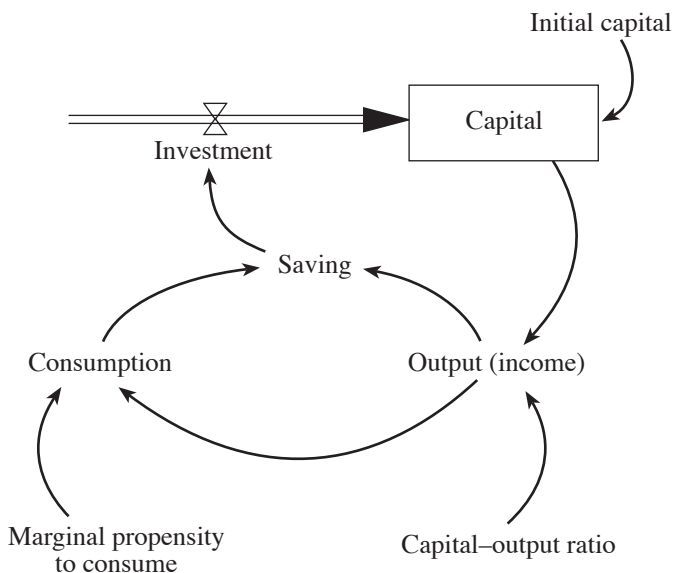 Initial capital
Capital
Investment
Saving
Consumption
Output (income)
Marginal propensity
to consume
Capital–output ratio